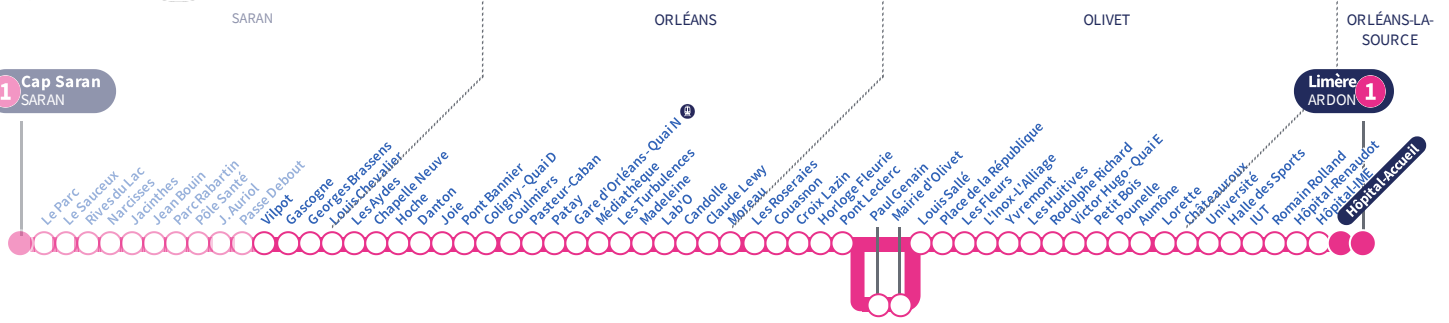 SARAN
ORLÉANS
OLIVET
ORLÉANS-LA-
SOURCE
1
Cap Saran
SARAN
Limère
ARDON
1
Le Parc
Le Sauceux
Rives du Lac
Narcisses
Jacinthes
Jean Bouin
Parc Rabartin
Pôle Santé
J. Auriol
Passe Debout
Vilpot
Gascogne
Georges Brassens
Louis Chevalier
Les Aydes
Chapelle Neuve
Hoche
Danton
Joie
Pont Bannier
Coligny - Quai D
Coulmiers
Pasteur-Caban
Patay
Gare d'Orléans - Quai N
Médiathèque
Les Turbulences
Madeleine
Lab'O
Candolle
Claude Lewy
Moreau
Les Roseraies
Couasnon
Croix Lazin
Horloge Fleurie
Pont Leclerc
Paul Genain
Mairie d'Olivet
Louis Sallé
Place de la République
Les Fleurs
L'Inox-L'Alliage
Yvremont
Les Huitives
Rodolphe Richard
Victor Hugo - Quai E
Petit Bois
Pounelle
Aumône
Lorette
Châteauroux
Université
Halle des Sports
IUT
Romain Rolland
Hôpital-Renaudot
Hôpital-IME
Hôpital-Accueil